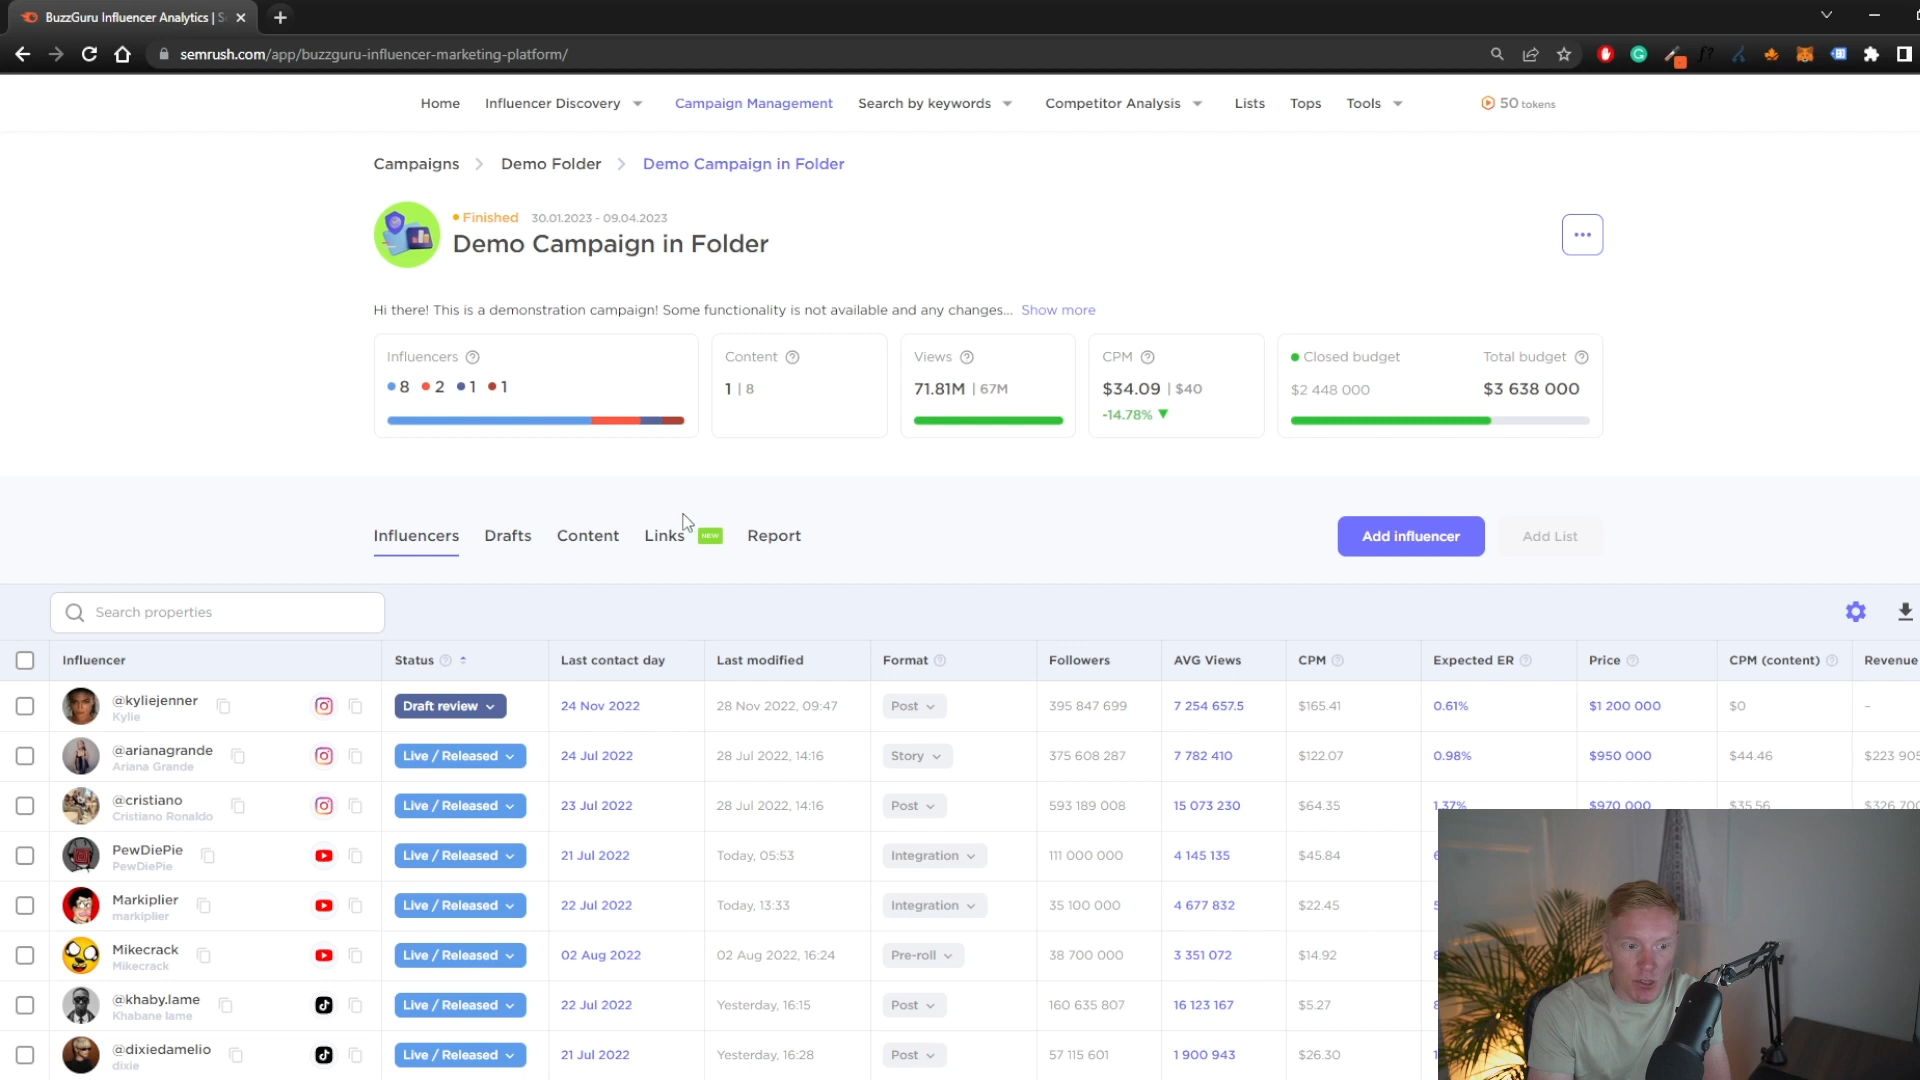 BuzzGuru Influencer Analytics | S
semrush.com/app/buzzguru-influencer-marketing-platform/
Home Influencer Discovery Campaign Management Search by keywords Competitor Analysis Lists Tops Tools 50 tokens
Campaigns > Demo Folder > Demo Campaign in Folder
Finished 30.01.2023 - 09.04.2023
Demo Campaign in Folder
Hi there! This is a demonstration campaign! Some functionality is not available and any changes... Show more
Influencers Content Views CPM Closed budget Total budget
8 2 1 1 1 | 8 71.81M | 67M $34.09 | $40 $2 448 000 $3 638 000
-14.78% ▼
Influencers Drafts Content Links NEW Report Add influencer Add List
Search properties
Influencer Status Last contact day Last modified Format Followers AVG Views CPM Expected ER Price CPM (content) Revenue
@kyliejenner Draft review 24 Nov 2022 28 Nov 2022, 09:47 Post 395 847 699 7 254 657.5 $165.41 0.61% $1 200 000 $0 -
Kylie
@arianagrande Live / Released 24 Jul 2022 28 Jul 2022, 14:16 Story 375 608 287 7 782 410 $122.07 0.98% $950 000 $44.46 $223 905
Ariana Grande
@cristiano Live / Released 23 Jul 2022 28 Jul 2022, 14:16 Post 593 189 008 15 073 230 $64.35 1.37% $970 000 $35.56 $326 700
Cristiano Ronaldo
PewDiePie Live / Released 21 Jul 2022 Today, 05:53 Integration 111 000 000 4 145 135 $45.84
PewDiePie
Markiplier Live / Released 22 Jul 2022 Today, 13:33 Integration 35 100 000 4 677 832 $22.45
markiplier
Mikecrack Live / Released 02 Aug 2022 02 Aug 2022, 16:24 Pre-roll 38 700 000 3 351 072 $14.92
Mikecrack
@khaby.lame Live / Released 22 Jul 2022 Yesterday, 16:15 Post 160 635 807 16 123 167 $5.27
Khabane lame
@dixiedamelio Live / Released 21 Jul 2022 Yesterday, 16:28 Post 57 115 601 1 900 943 $26.30
dixie